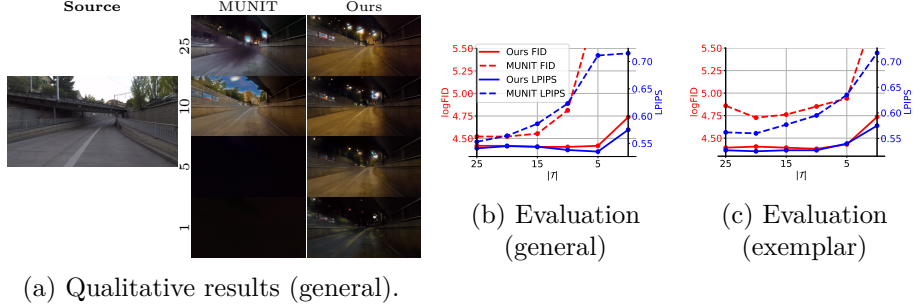 Source
MUNIT
Ours
25
10
5
1
(a) Qualitative results (general).
5.50
5.25
5.00
4.75
4.50
logFID
Ours FID
MUNIT FID
Ours LPIPS
MUNIT LPIPS
0.70
0.65
0.60
0.55
LPIPS
25
15
5
|T|
(b) Evaluation
(general)
5.50
5.25
5.00
4.75
4.50
logFID
0.70
0.65
0.60
0.55
LPIPS
25
15
5
|T|
(c) Evaluation
(exemplar)